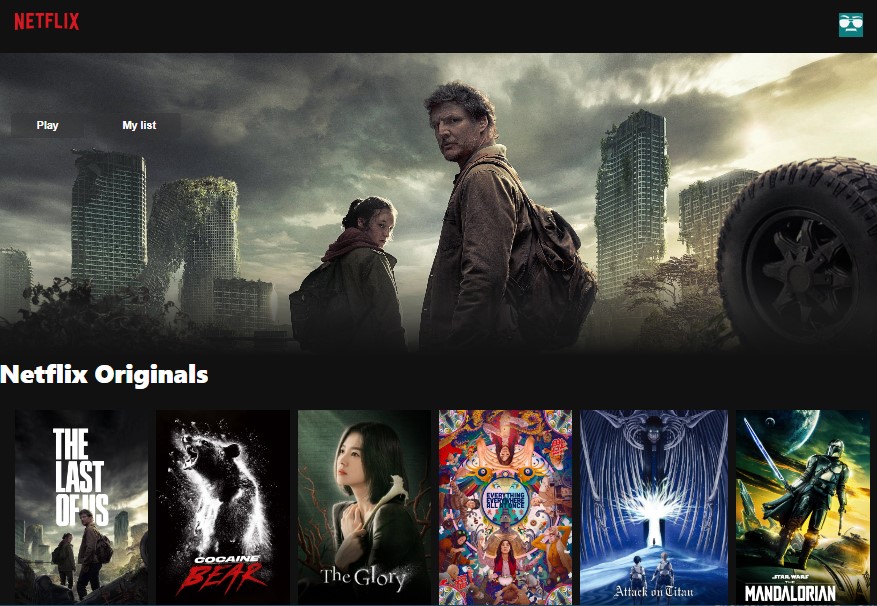 NETFLIX
Play
My list
Netflix Originals
THE
LAST
OF US
COCAINE
BEAR
The Glory
EVERYTHING
EVERYWHERE
ALL AT ONCE
Attack on Titan
STAR WARS
THE
MANDALORIAN